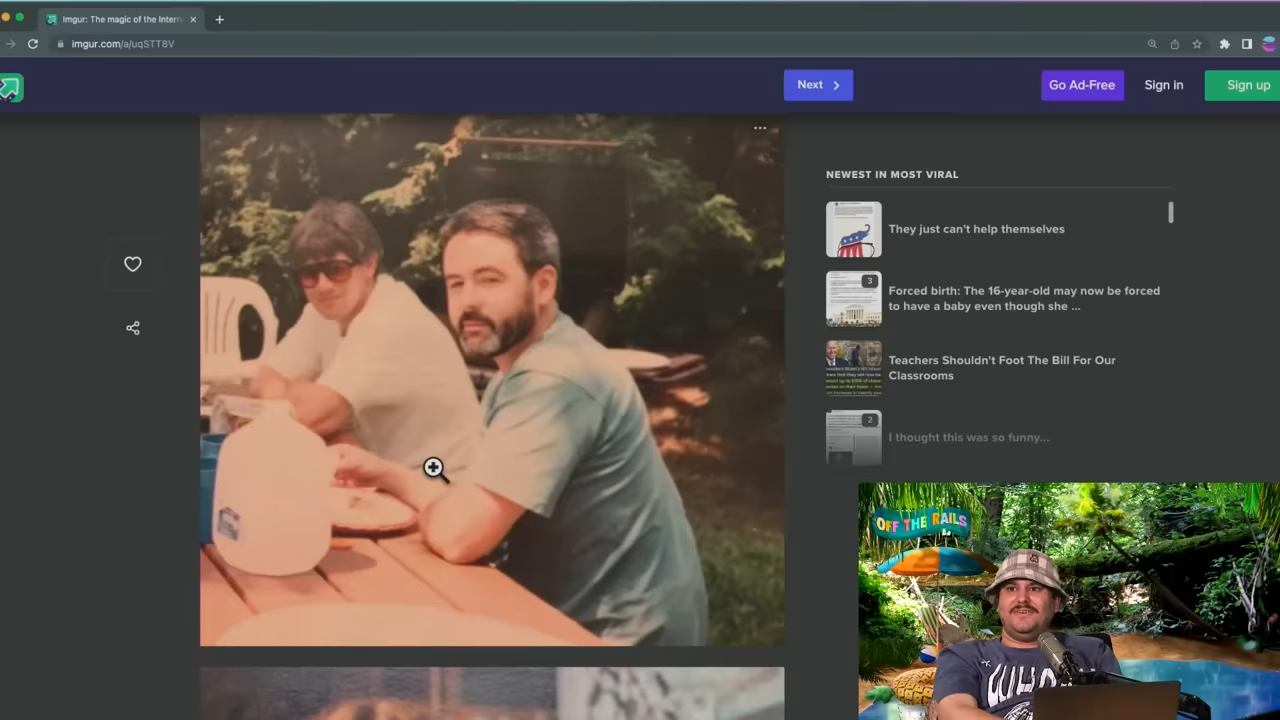 Imgur: The magic of the Intern
imgur.com/a/uqSTT8V
Next
Go Ad-Free
Sign in
Sign up
NEWEST IN MOST VIRAL
They just can't help themselves
3
Forced birth: The 16-year-old may now be forced
to have a baby even though she ...
Teachers Shouldn't Foot The Bill For Our
Classrooms
2
I thought this was so funny...
OFF THE RAILS